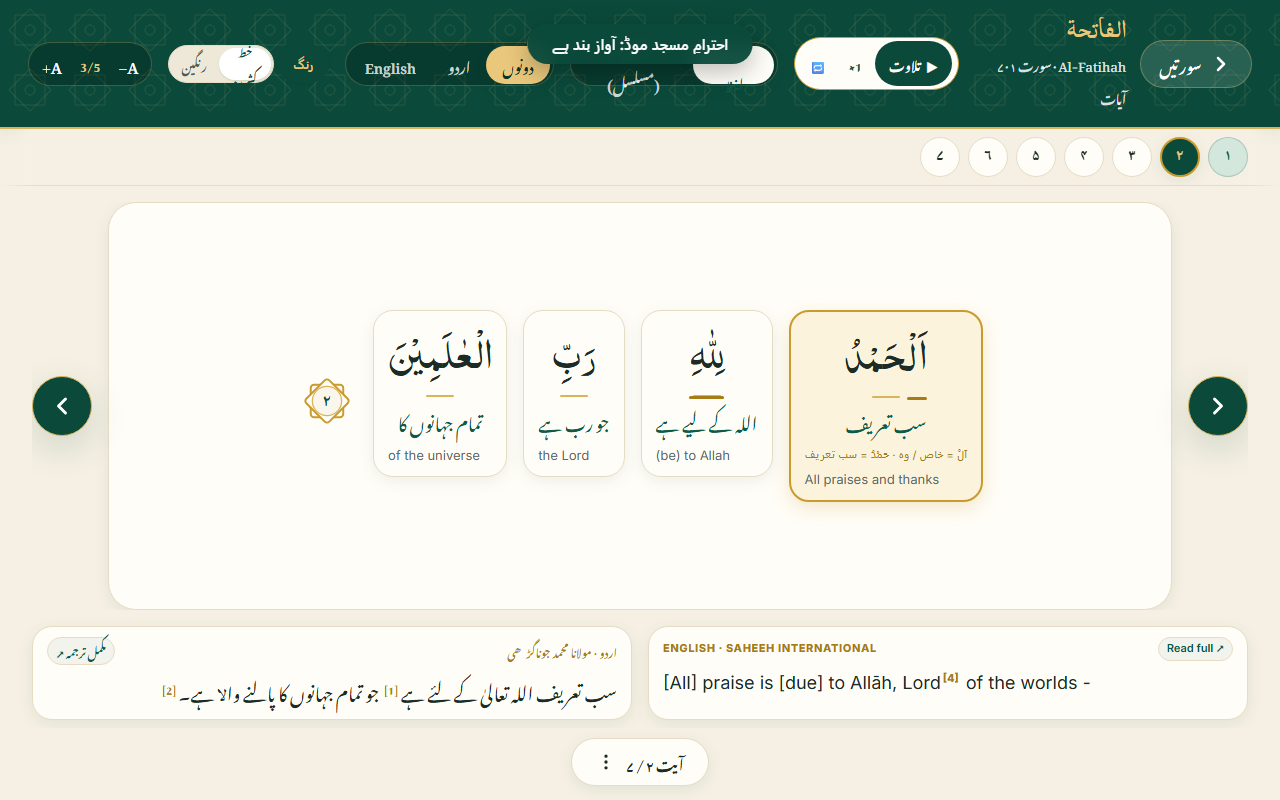 الفاتحة
سورتیں
Al-Fatihah · سورت ۱ · ۷
آیات
▶ تلاوت
×1
احترامِ مسجد موڈ: آواز بند ہے
(مسلسل)
دونوں
اردو
English
رنگ
خط
رنگین
A−
3/5
A+
۱
۲
۳
۴
۵
٦
۷
اَلْحَمْدُ
سب تعریف
اَلْ = خاص / وہ · حَمْدُ = سب تعریف
All praises and thanks
لِلّٰهِ
اللہ کے لیے ہے
(be) to Allah
رَبِّ
جو رب ہے
the Lord
الْعٰلَمِیْنَ
تمام جہانوں کا
of the universe
۲
اردو · مولانا محمد جوناگڑھی
مکمل ترجمہ ↗
سب تعریف اللہ تعالیٰ کے لئے ہے [1] جو تمام جہانوں کا پالنے والا ہے۔ [2]
ENGLISH · SAHEEH INTERNATIONAL
Read full ↗
[All] praise is [due] to Allāh, Lord[4] of the worlds -
آیت ۲ / ۷